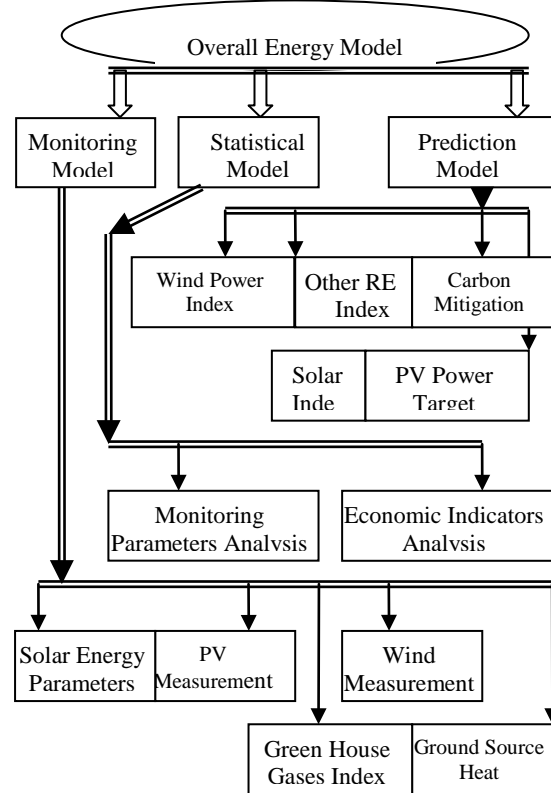 Overall Energy Model
Monitoring
Model
Statistical
Model
Prediction
Model
Wind Power
Index
Other RE
Index
Carbon
Mitigation
Solar
Inde
PV Power
Target
Monitoring
Parameters Analysis
Economic Indicators
Analysis
Solar Energy
Parameters
PV
Measurement
Wind
Measurement
Green House
Gases Index
Ground Source
Heat